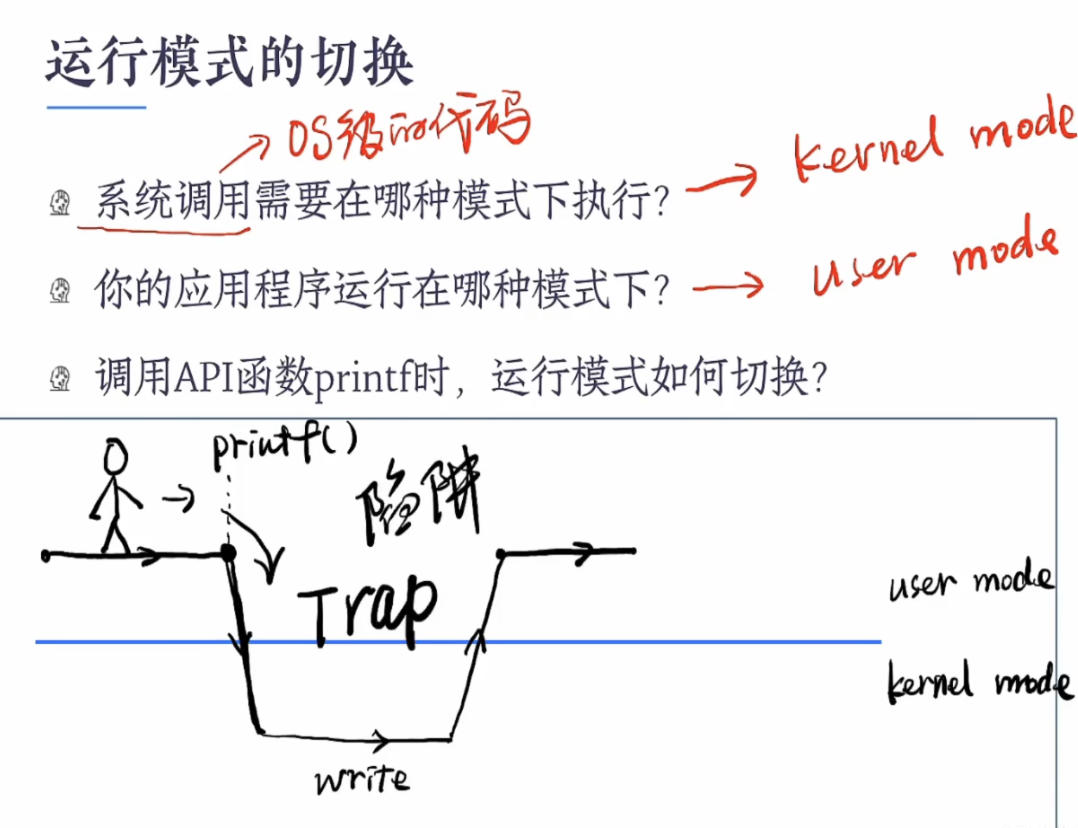 运行模式的切换
OS级的代码
系统调用需要在哪种模式下执行?
kernel mode
你的应用程序运行在哪种模式下?
user mode
调用API函数printf时，运行模式如何切换?
printf()
陷阱
Trap
user mode
kernel mode
write